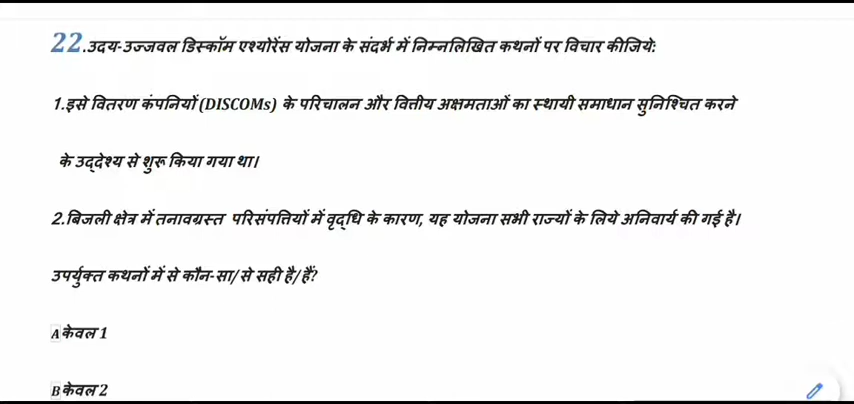 22.उदय-उज्जवल डिस्कॉम एश्योरेंस योजना के संदर्भ में निम्नलिखित कथनों पर विचार कीजिये:
1.इसे वितरण कंपनियों (DISCOMs) के परिचालन और वित्तीय अक्षमताओं का स्थायी समाधान सुनिश्चित करने
के उद्देश्य से शुरू किया गया था।
2.बिजली क्षेत्र में तनावग्रस्त परिसंपत्तियों में वृद्धि के कारण, यह योजना सभी राज्यों के लिये अनिवार्य की गई है।
उपर्युक्त कथनों में से कौन-सा/से सही है/हैं?
A केवल 1
B केवल 2